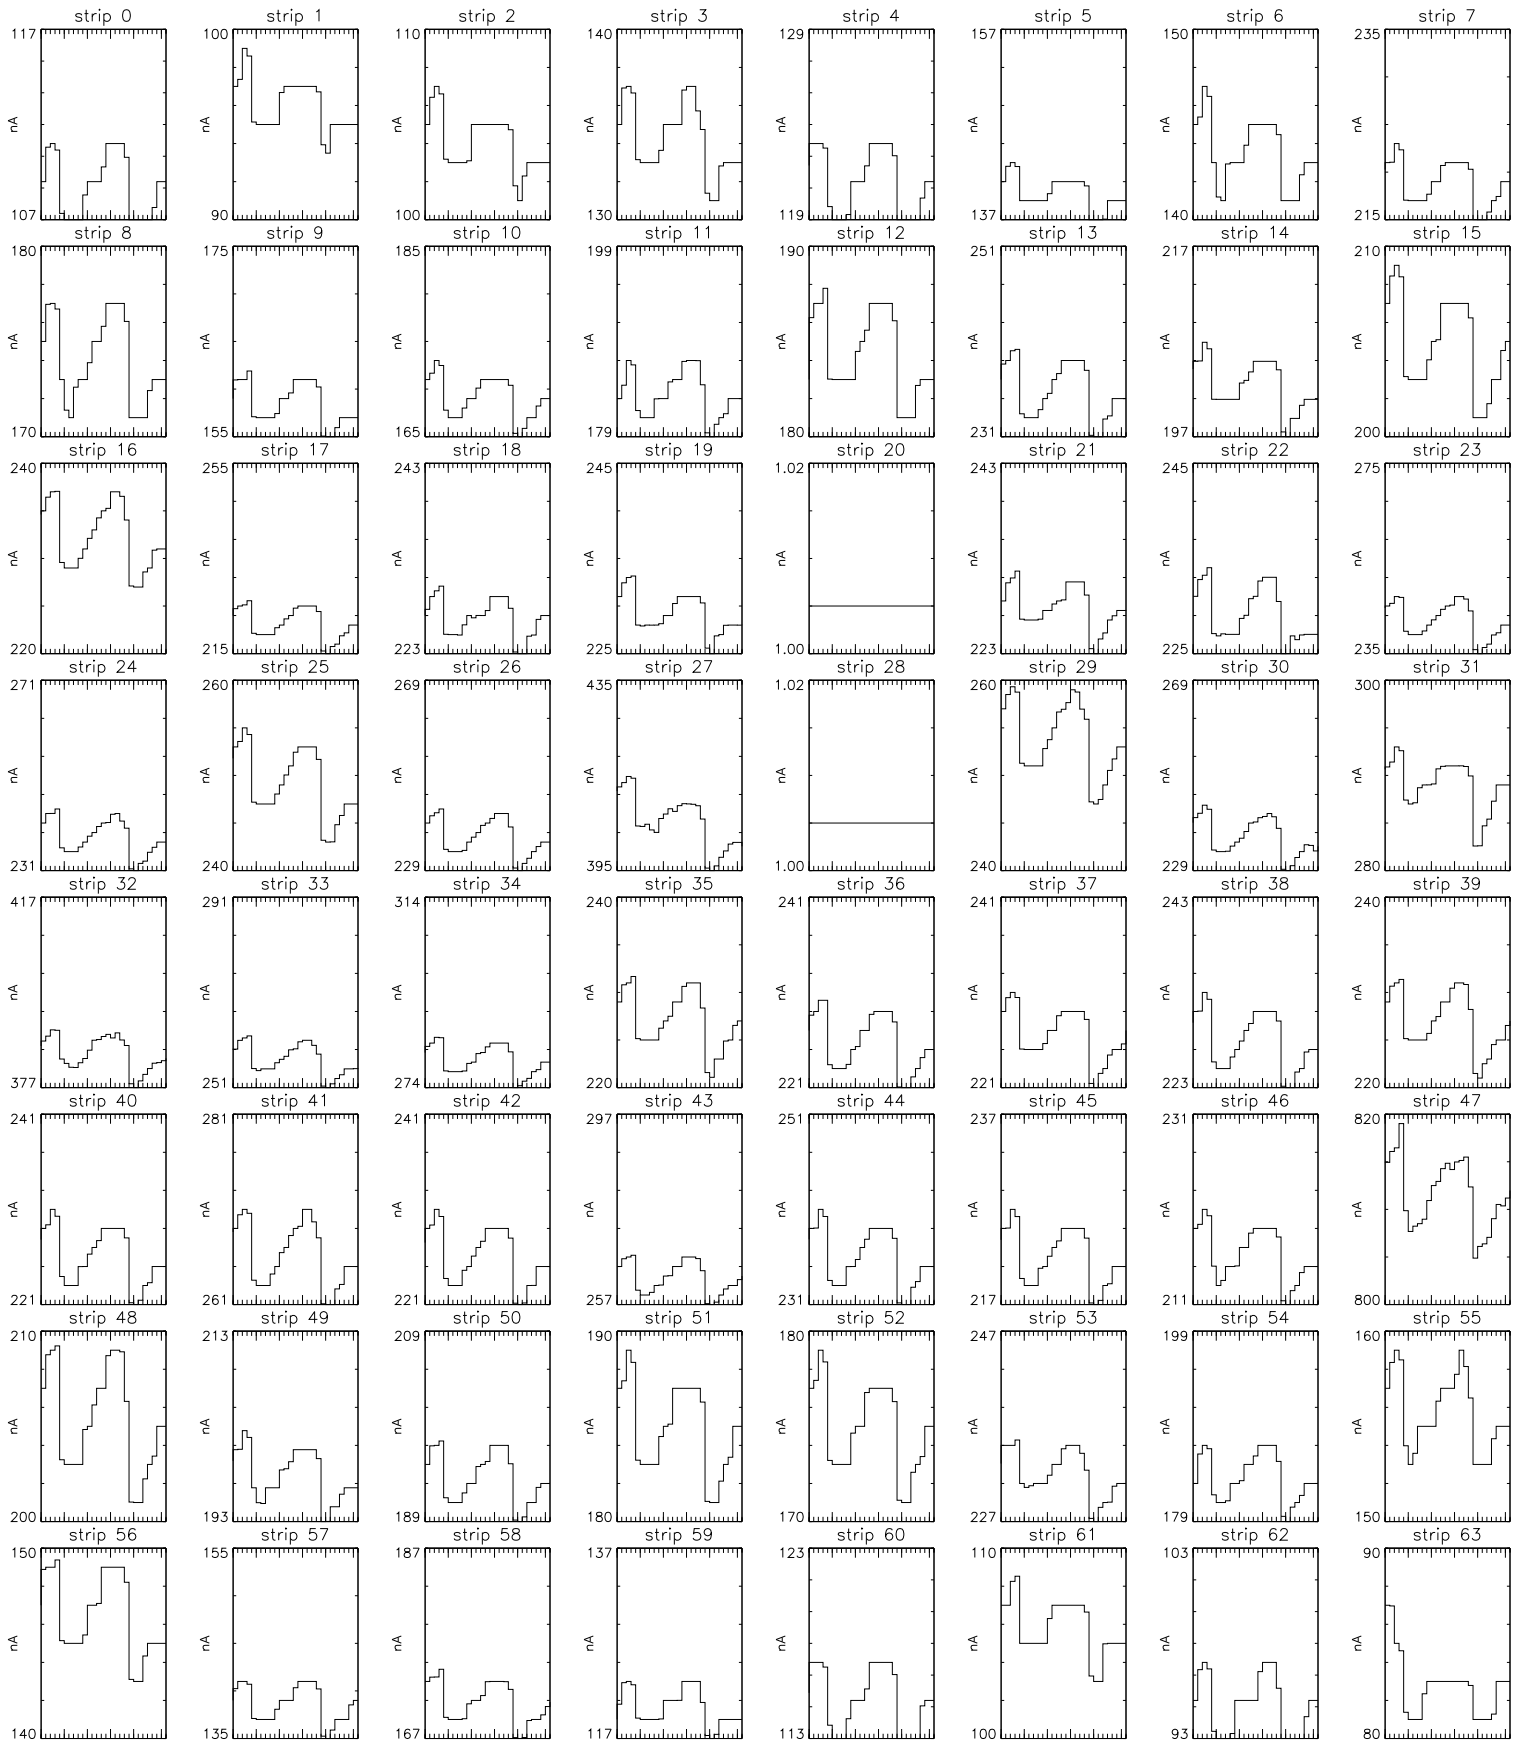 strip 0 strip 1 strip 2 strip 3 strip 4 strip 5 strip 6 strip 7
117 100 110 140 129 157 150 235
nA nA nA nA nA nA nA nA
107 90 100 130 119 137 140 215
strip 8 strip 9 strip 10 strip 11 strip 12 strip 13 strip 14 strip 15
180 175 185 199 190 251 217 210
nA nA nA nA nA nA nA nA
170 155 165 179 180 231 197 200
strip 16 strip 17 strip 18 strip 19 strip 20 strip 21 strip 22 strip 23
240 255 243 245 1.02 243 245 275
nA nA nA nA nA nA nA nA
220 215 223 225 1.00 223 225 235
strip 24 strip 25 strip 26 strip 27 strip 28 strip 29 strip 30 strip 31
271 260 269 435 1.02 260 269 300
nA nA nA nA nA nA nA nA
231 240 229 395 1.00 240 229 280
strip 32 strip 33 strip 34 strip 35 strip 36 strip 37 strip 38 strip 39
417 291 314 240 241 241 243 240
nA nA nA nA nA nA nA nA
377 251 274 220 221 221 223 220
strip 40 strip 41 strip 42 strip 43 strip 44 strip 45 strip 46 strip 47
241 281 241 297 251 237 231 820
nA nA nA nA nA nA nA nA
221 261 221 257 231 217 211 800
strip 48 strip 49 strip 50 strip 51 strip 52 strip 53 strip 54 strip 55
210 213 209 190 180 247 199 160
nA nA nA nA nA nA nA nA
200 193 189 180 170 227 179 150
strip 56 strip 57 strip 58 strip 59 strip 60 strip 61 strip 62 strip 63
150 155 187 137 123 110 103 90
nA nA nA nA nA nA nA nA
140 135 167 117 113 100 93 80